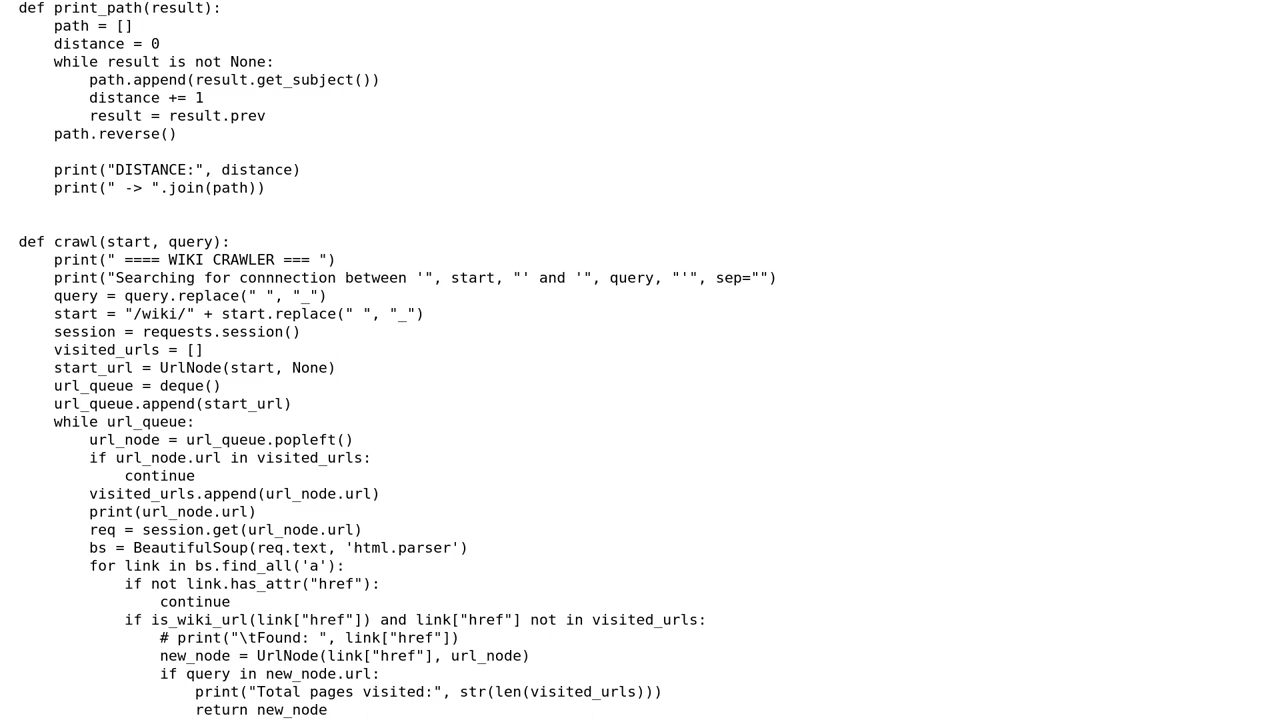 def print_path(result):
    path = []
    distance = 0
    while result is not None:
        path.append(result.get_subject())
        distance += 1
        result = result.prev
    path.reverse()

    print("DISTANCE:", distance)
    print(" -> ".join(path))


def crawl(start, query):
    print(" ==== WIKI CRAWLER === ")
    print("Searching for connnection between '", start, "' and '", query, "'", sep="")
    query = query.replace(" ", "_")
    start = "/wiki/" + start.replace(" ", "_")
    session = requests.session()
    visited_urls = []
    start_url = UrlNode(start, None)
    url_queue = deque()
    url_queue.append(start_url)
    while url_queue:
        url_node = url_queue.popleft()
        if url_node.url in visited_urls:
            continue
        visited_urls.append(url_node.url)
        print(url_node.url)
        req = session.get(url_node.url)
        bs = BeautifulSoup(req.text, 'html.parser')
        for link in bs.find_all('a'):
            if not link.has_attr("href"):
                continue
            if is_wiki_url(link["href"]) and link["href"] not in visited_urls:
                # print("\tFound: ", link["href"])
                new_node = UrlNode(link["href"], url_node)
                if query in new_node.url:
                    print("Total pages visited:", str(len(visited_urls)))
                    return new_node